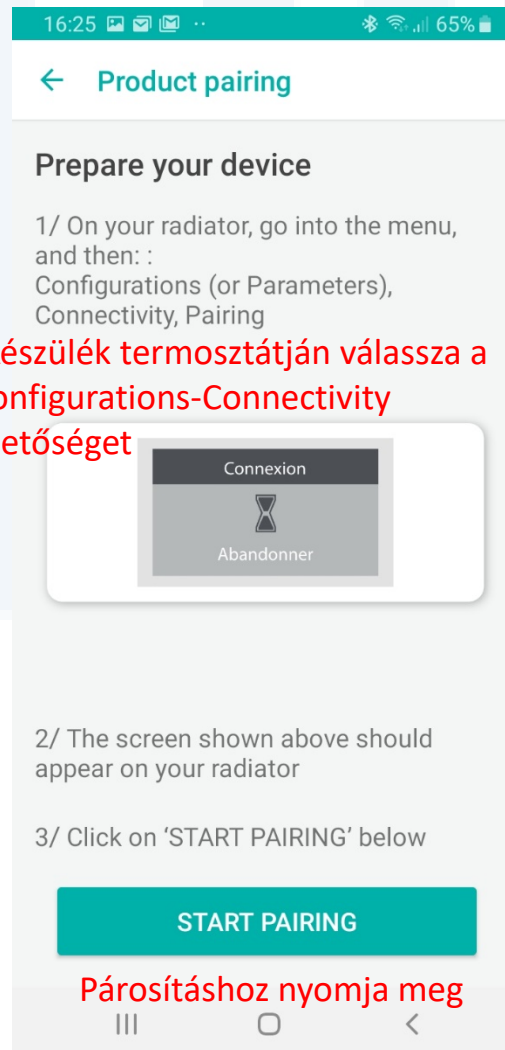 16:25 65%
Product pairing
Prepare your device
1/ On your radiator, go into the menu,
and then: :
Configurations (or Parameters),
Connectivity, Pairing
észülék termosztátján válassza a
onfigurations-Connectivity
etőséget
Connexion
Abandonner
2/ The screen shown above should
appear on your radiator
3/ Click on ‘START PAIRING’ below
START PAIRING
Párosításhoz nyomja meg